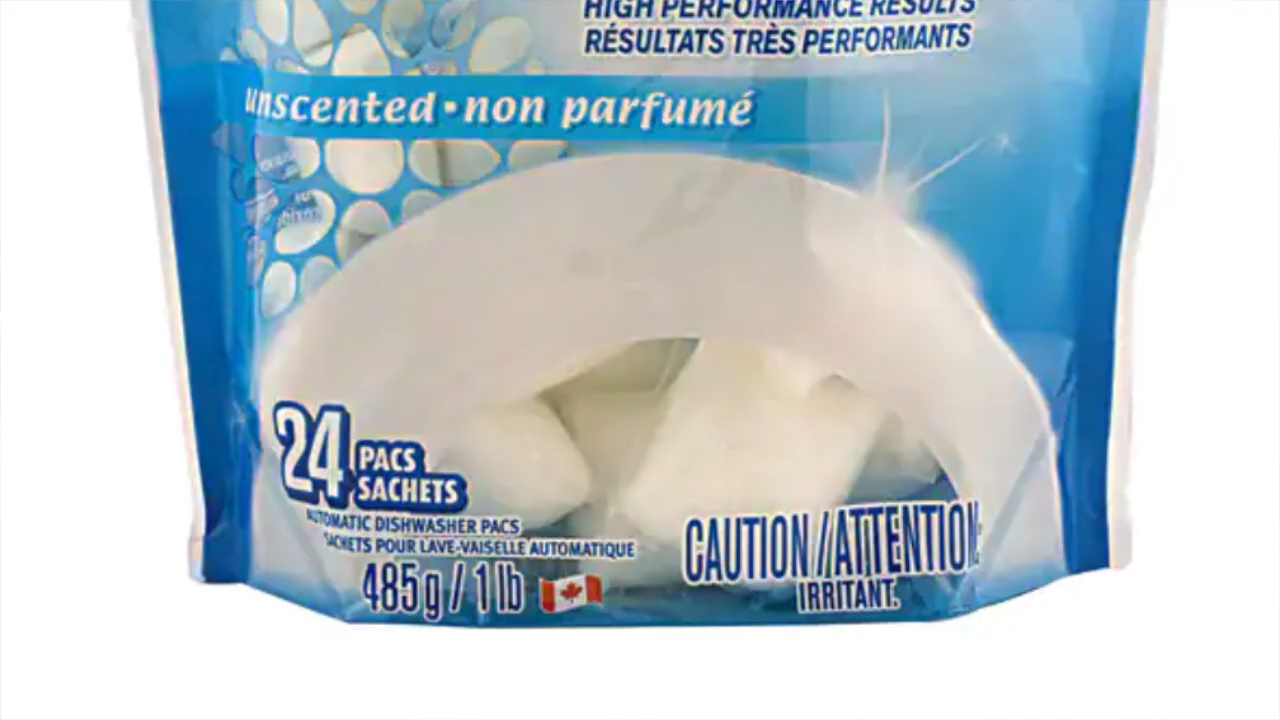 HIGH PERFORMANCE RESULTS
RÉSULTATS TRÈS PERFORMANTS
unscented • non parfumé
24 PACS
SACHETS
AUTOMATIC DISHWASHER PACS
SACHETS POUR LAVE-VAISELLE AUTOMATIQUE
485g / 1 lb
CAUTION / ATTENTION:
IRRITANT.